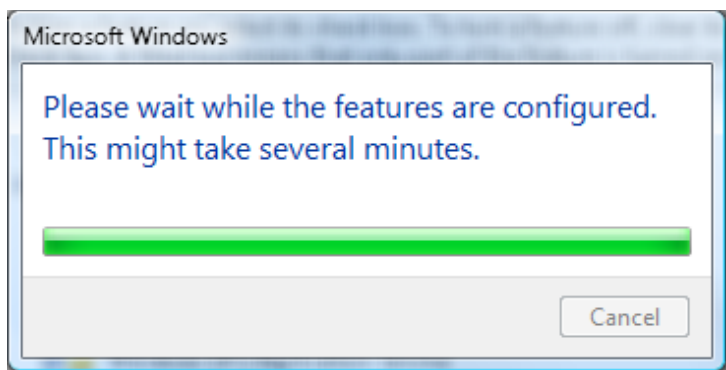 Microsoft Windows
Please wait while the features are configured.
This might take several minutes.
Cancel